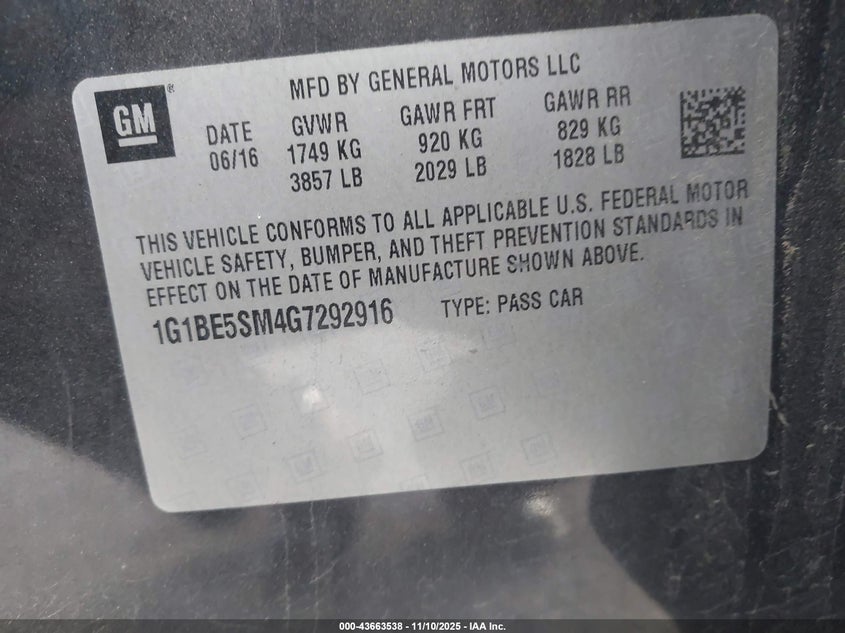 MFD BY GENERAL MOTORS LLC
GM®
DATE
06/16
GVWR
1749 KG
3857 LB
GAWR FRT
920 KG
2029 LB
GAWR RR
829 KG
1828 LB
THIS VEHICLE CONFORMS TO ALL APPLICABLE U.S. FEDERAL MOTOR
VEHICLE SAFETY, BUMPER, AND THEFT PREVENTION STANDARDS IN
EFFECT ON THE DATE OF MANUFACTURE SHOWN ABOVE.
1G1BE5SM4G7292916
TYPE: PASS CAR
000-43663538 - 11/10/2025 - IAA Inc.